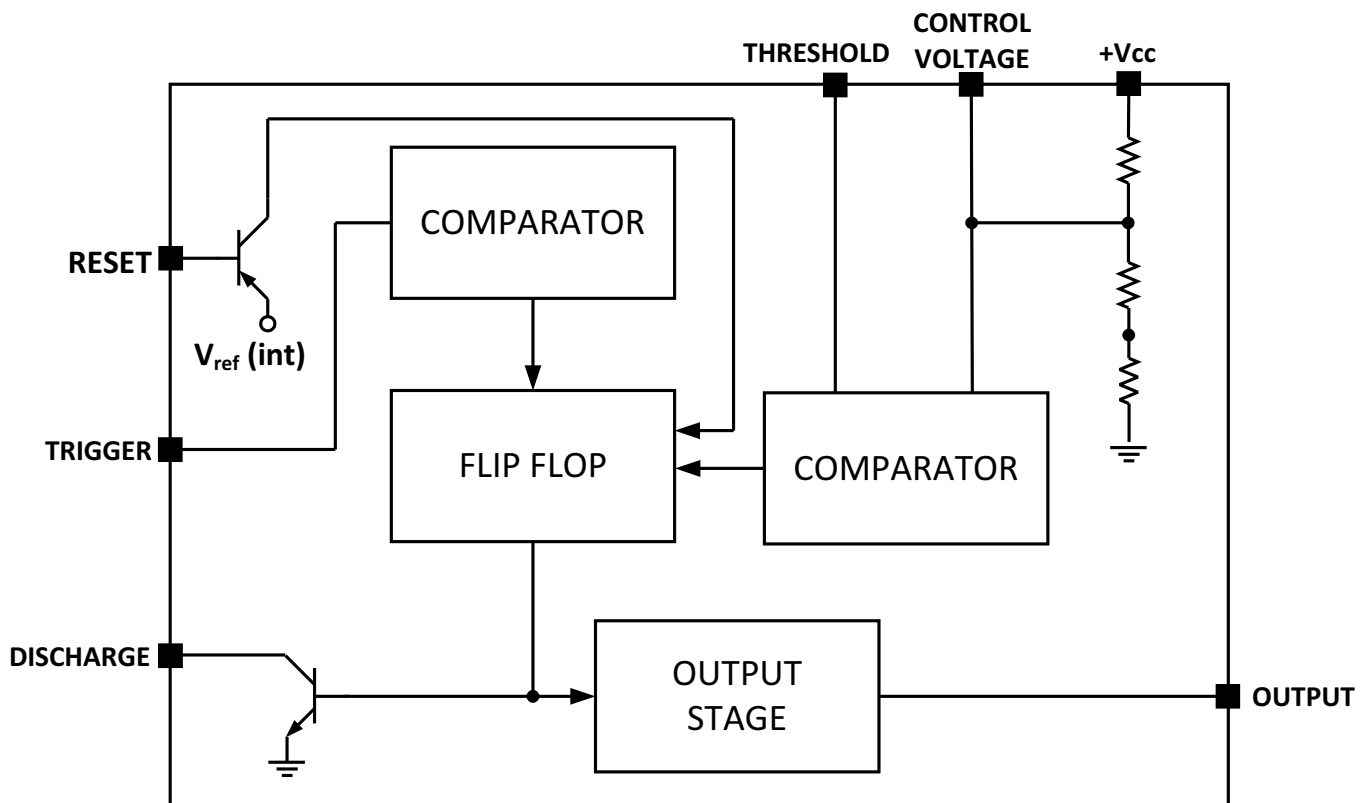 CONTROL
VOLTAGE
THRESHOLD
+Vcc
COMPARATOR
RESET
Vref (int)
TRIGGER
FLIP FLOP
COMPARATOR
DISCHARGE
OUTPUT
STAGE
OUTPUT